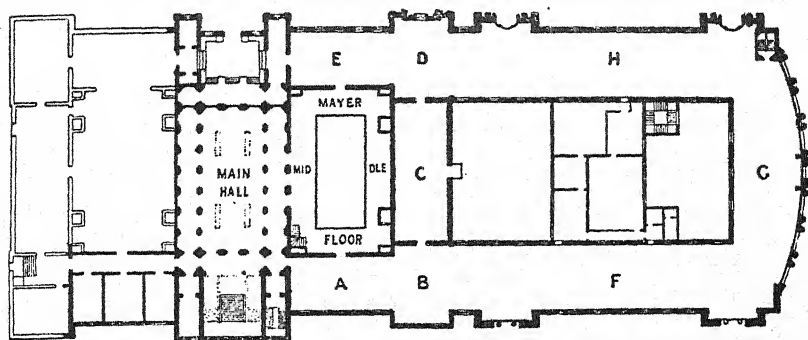 E D H
MAYER
MAIN
HALL
MID DLE
C
G
FLOOR
A B F